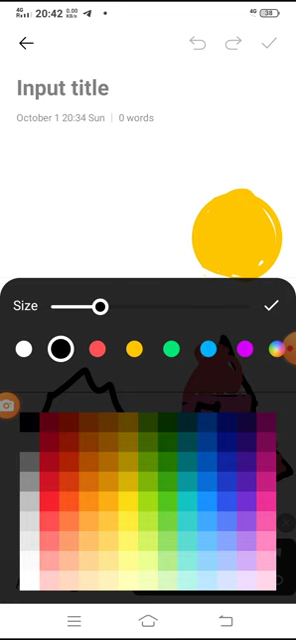 4G R 20:42 0.00 KB/s 4G 38
Input title
October 1 20:34 Sun | 0 words
Size